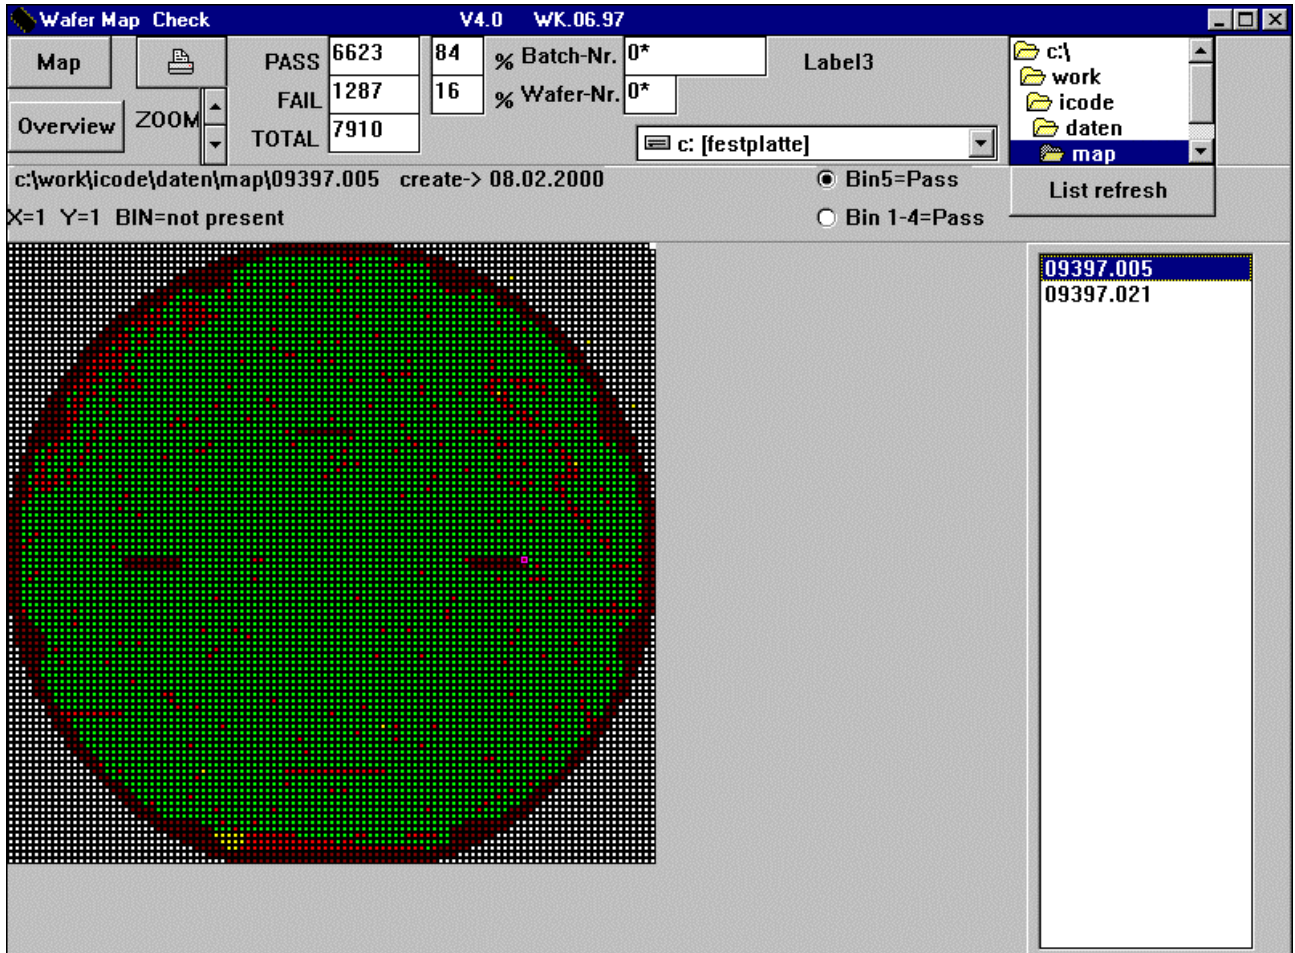 Wafer Map Check V4.0 WK.06.97
Map
PASS 6623 84 % Batch-Nr. 0* Label3
c:\
work
FAIL 1287 16 % Wafer-Nr. 0*
icode
Overview ZOOM
TOTAL 7910
daten
c: [festplatte]
map
c:\work\icode\daten\map\09397.005 create-> 08.02.2000
Bin5=Pass
List refresh
X=1 Y=1 BIN=not present
Bin 1-4=Pass
09397.005
09397.021